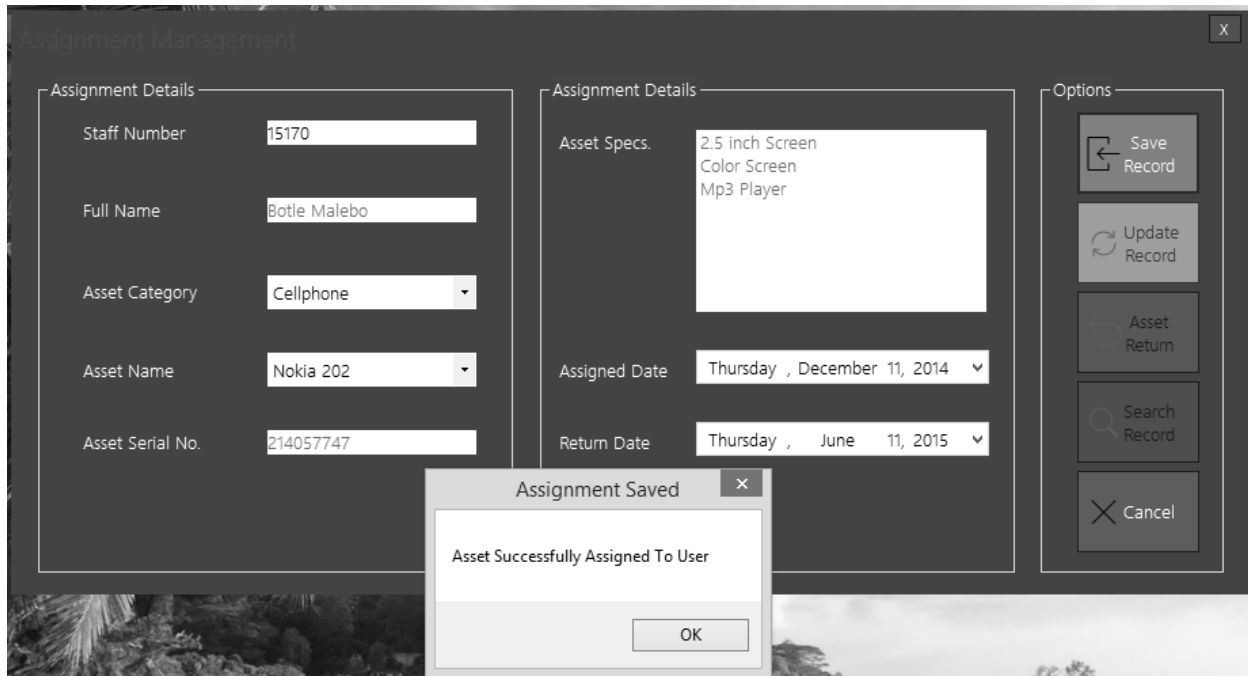 Assignment Management
X
Assignment Details
Staff Number
15170
Full Name
Botle Malebo
Asset Category
Cellphone
Asset Name
Nokia 202
Asset Serial No.
214057747
Assignment Details
Asset Specs.
2.5 inch Screen
Color Screen
Mp3 Player
Assigned Date
Thursday , December 11, 2014
Return Date
Thursday , June 11, 2015
Options
Save
Record
Update
Record
Asset
Return
Search
Record
Cancel
Assignment Saved
Asset Successfully Assigned To User
OK